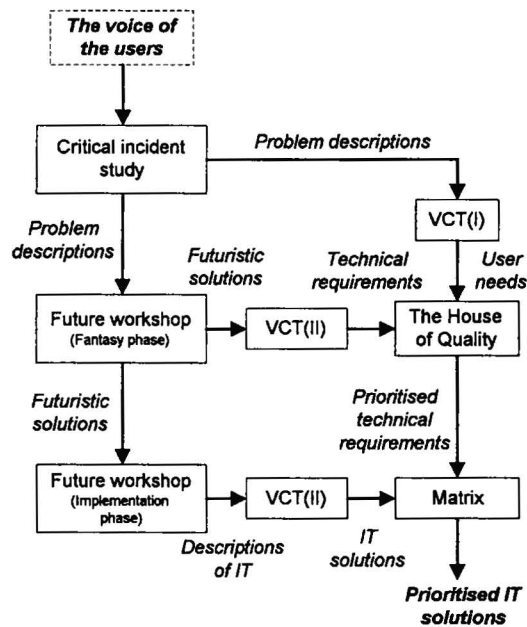 The voice of
the users
Critical incident
study
Problem descriptions
VCT(I)
Problem
descriptions
Futuristic
solutions
Technical
requirements
User
needs
Future workshop
(Fantasy phase)
VCT(II)
The House
of Quality
Futuristic
solutions
Prioritised
technical
requirements
Future workshop
(Implementation
phase)
VCT(II)
Matrix
Descriptions
of IT
IT
solutions
Prioritised IT
solutions